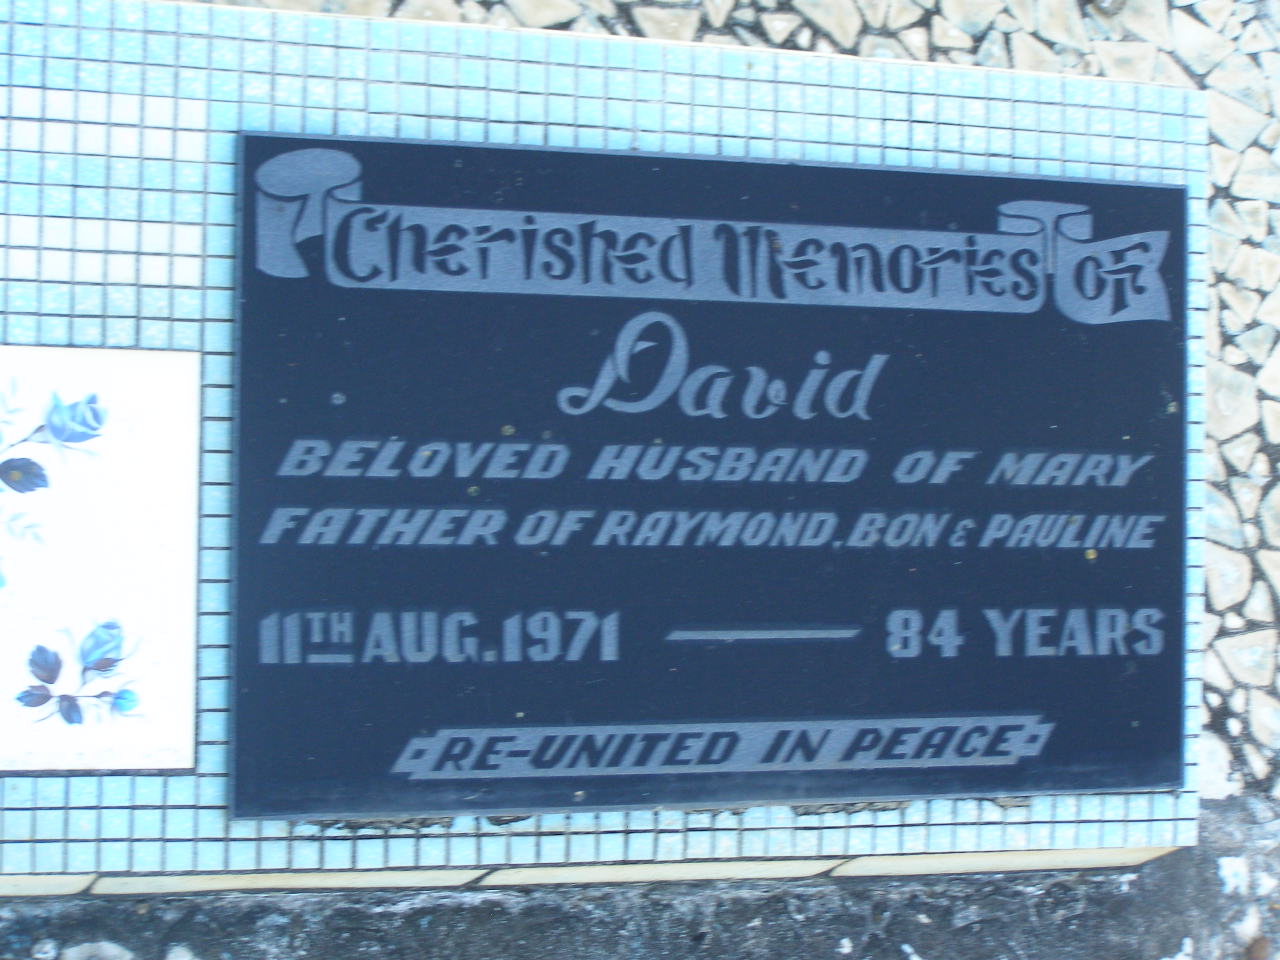 Cherished Memories OF
David
BELOVED HUSBAND OF MARY
FATHER OF RAYMOND, BON & PAULINE
11TH AUG. 1971 — 84 YEARS
RE-UNITED IN PEACE